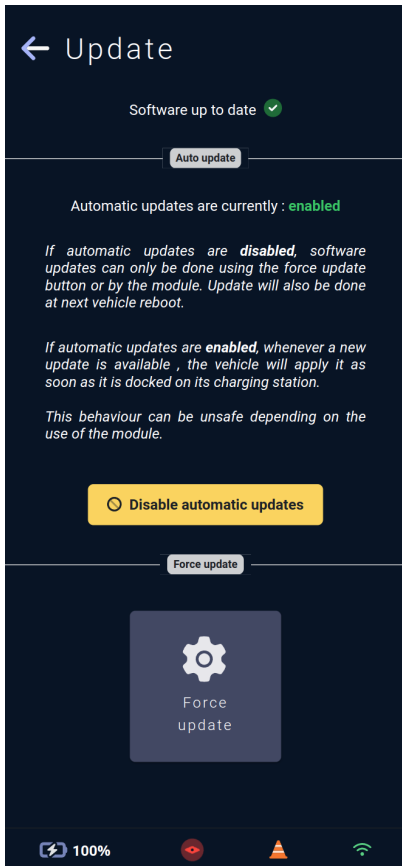 Update
Software up to date
Auto update
Automatic updates are currently : enabled
If automatic updates are disabled, software
updates can only be done using the force update
button or by the module. Update will also be done
at next vehicle reboot.
If automatic updates are enabled, whenever a new
update is available , the vehicle will apply it as
soon as it is docked on its charging station.
This behaviour can be unsafe depending on the
use of the module.
Disable automatic updates
Force update
Force
update
100%